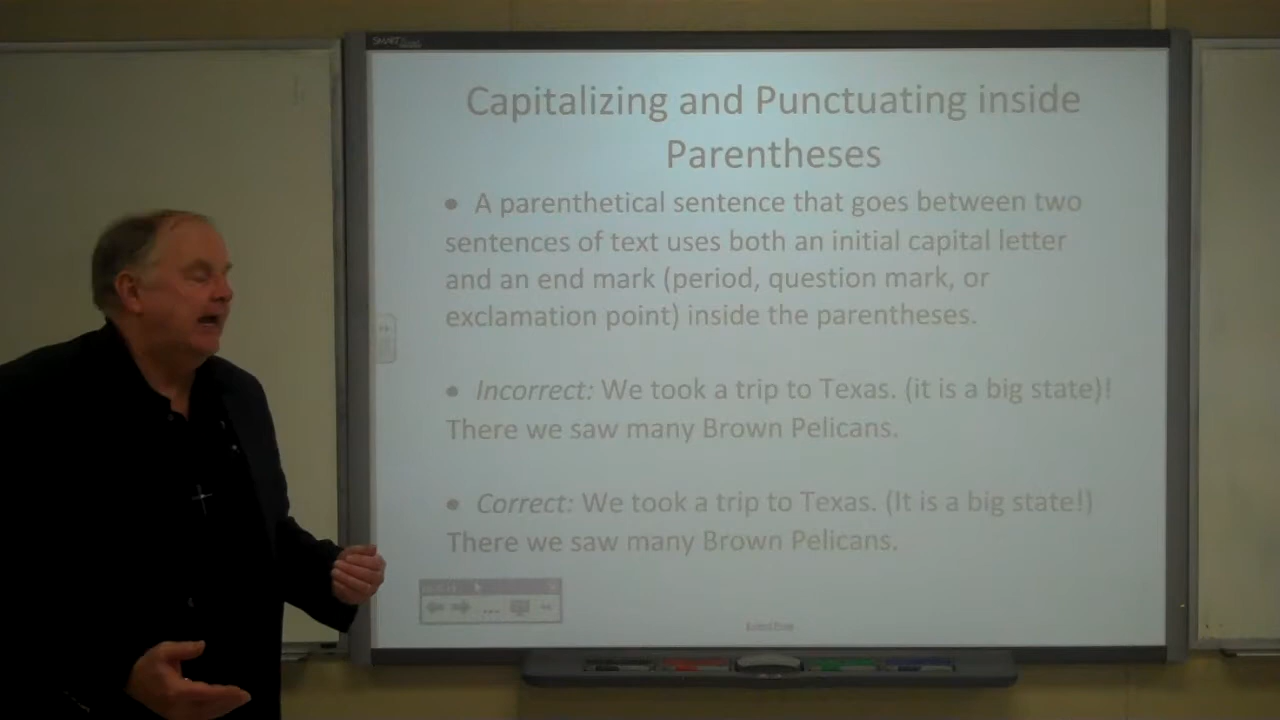 SMART
Capitalizing and Punctuating inside
Parentheses
• A parenthetical sentence that goes between two
sentences of text uses both an initial capital letter
and an end mark (period, question mark, or
exclamation point) inside the parentheses.
• Incorrect: We took a trip to Texas. (it is a big state)!
There we saw many Brown Pelicans.
• Correct: We took a trip to Texas. (It is a big state!)
There we saw many Brown Pelicans.